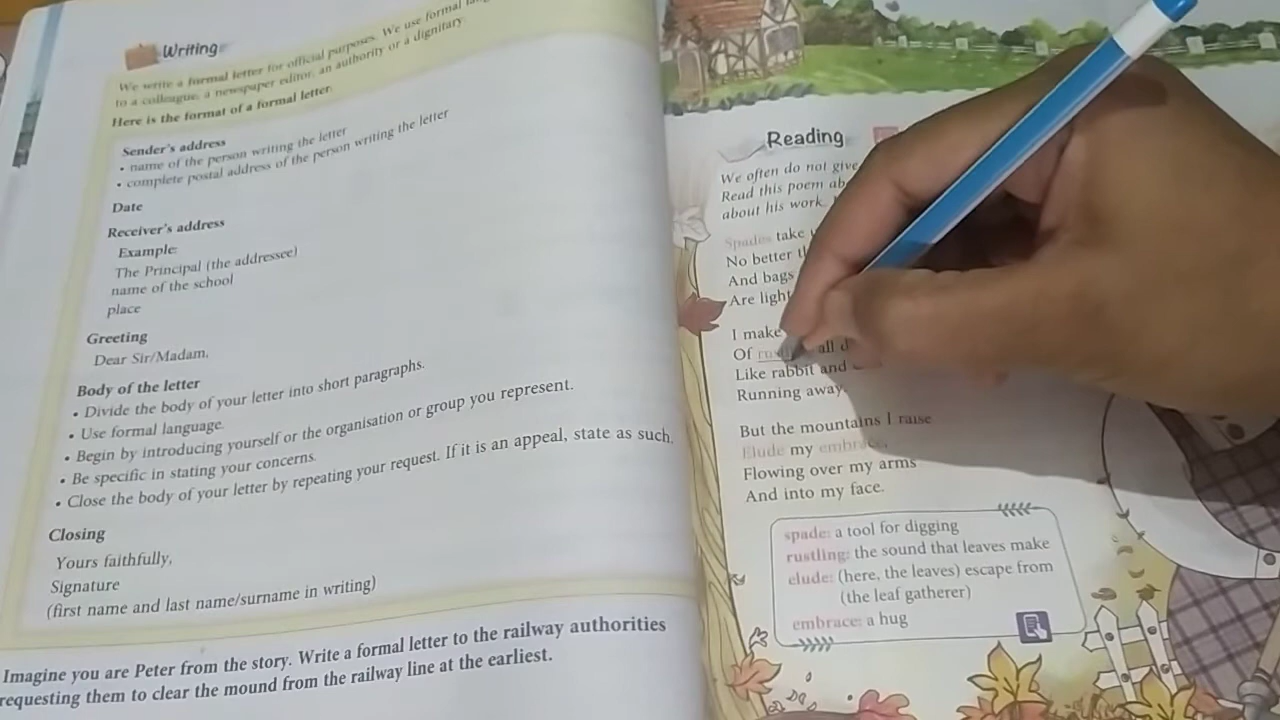 Writing
We write a formal letter for official purposes. We use formal
to a colleague, a newspaper editor, an authority or a dignitary
Here is the format of a formal letter.
Sender's address
• name of the person writing the letter
• complete postal address of the person writing the letter
Date
Receiver's address
Example:
The Principal (the addressee)
name of the school
place
Greeting
Dear Sir/Madam,
Body of the letter
• Divide the body of your letter into short paragraphs.
• Use formal language.
• Begin by introducing yourself or the organisation or group you represent.
• Be specific in stating your concerns.
• Close the body of your letter by repeating your request. If it is an appeal, state as such.
Closing
Yours faithfully,
Signature
(first name and last name/surname in writing)
Imagine you are Peter from the story. Write a formal letter to the railway authorities
requesting them to clear the mound from the railway line at the earliest.
Reading
We often do not give
Read this poem
about his work.
Spades take
No better
And bags
Are light
I make
Of all
Like rabbit and
Running away.
But the mountains I raise
Elude my embrace,
Flowing over my arms
And into my face.
spade: a tool for digging
rustling: the sound that leaves make
elude: (here, the leaves) escape from
(the leaf gatherer)
embrace: a hug